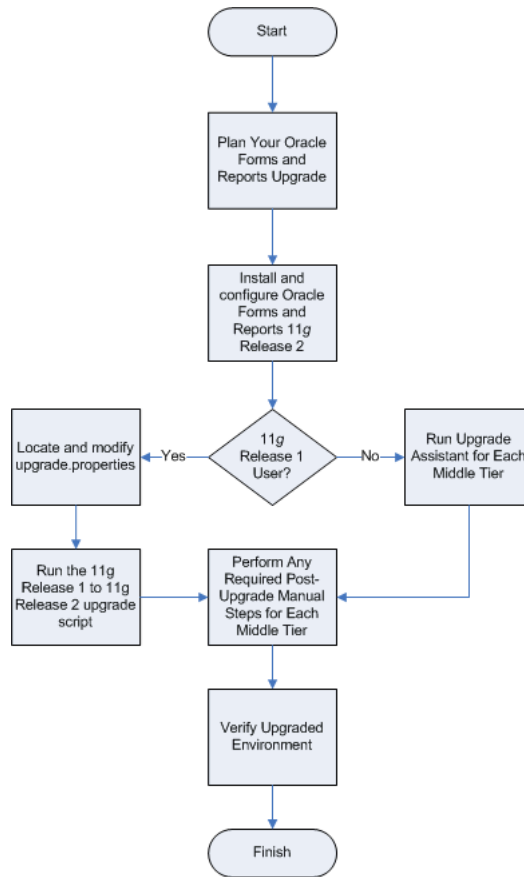 Start
Plan Your Oracle
Forms and
Reports Upgrade
Install and
configure Oracle
Forms and
Reports 11g
Release 2
11g
Release 1
User?
Yes
No
Locate and modify
upgrade.properties
Run Upgrade
Assistant for Each
Middle Tier
Run the 11g
Release 1 to 11g
Release 2 upgrade
script
Perform Any
Required Post-
Upgrade Manual
Steps for Each
Middle Tier
Verify Upgraded
Environment
Finish